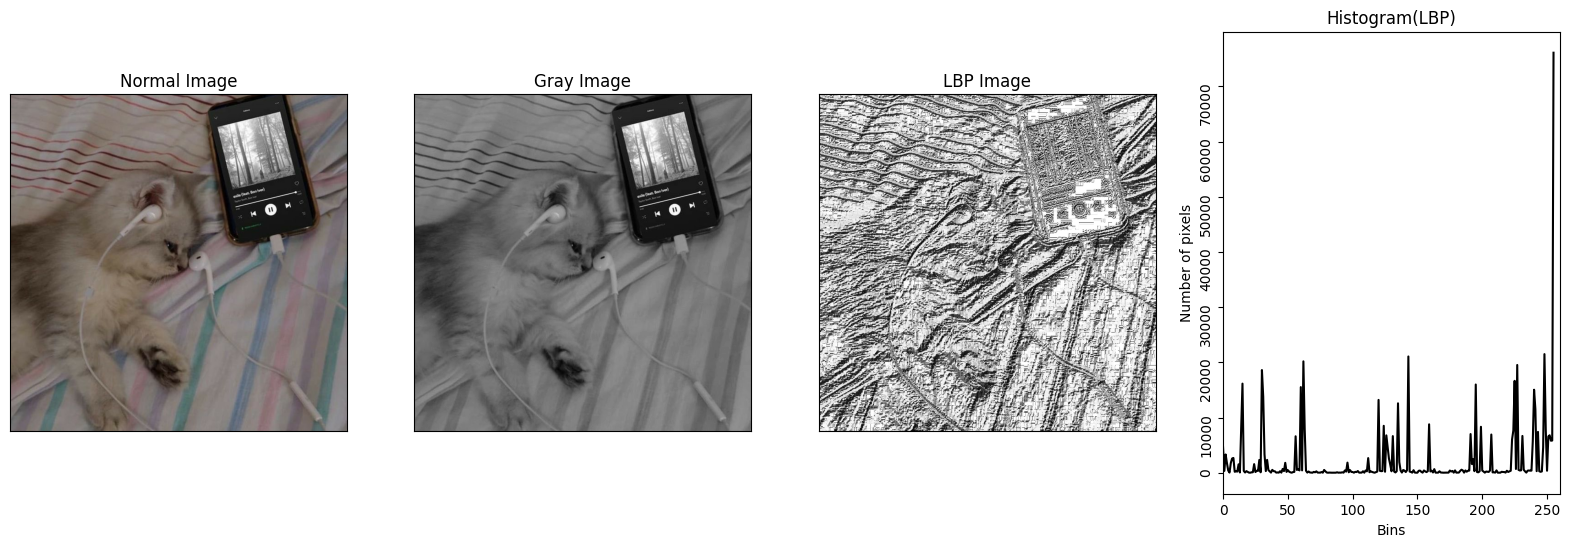 Normal Image
Gray Image
LBP Image
Histogram(LBP)
Number of pixels
70000
60000
50000
40000
30000
20000
10000
0
0 50 100 150 200 250
Bins